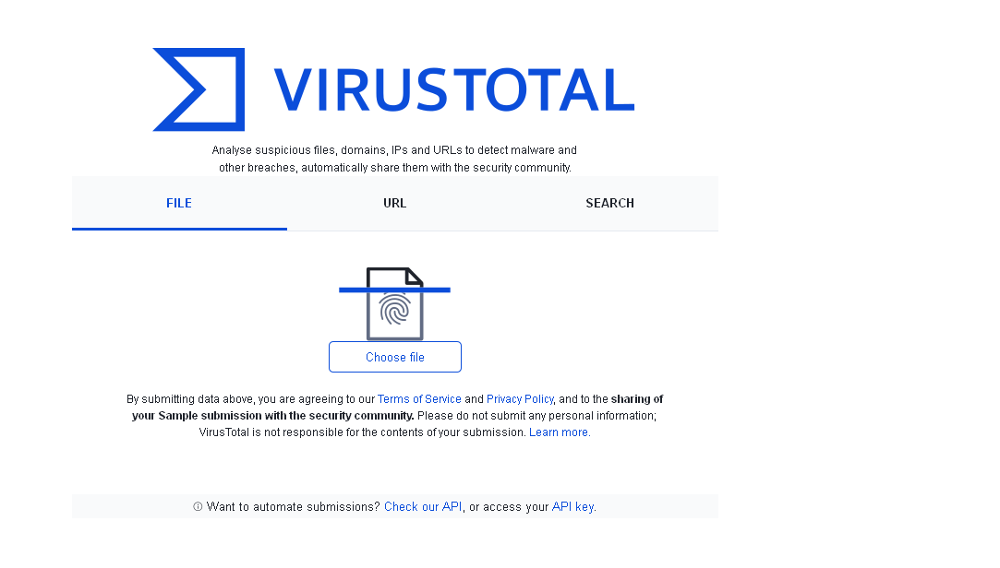 VIRUSTOTAL
Analyse suspicious files, domains, IPs and URLs to detect malware and
other breaches, automatically share them with the security community.
FILE URL SEARCH
Choose file
By submitting data above, you are agreeing to our Terms of Service and Privacy Policy, and to the sharing of
your Sample submission with the security community. Please do not submit any personal information;
VirusTotal is not responsible for the contents of your submission. Learn more.
Want to automate submissions? Check our API, or access your API key.